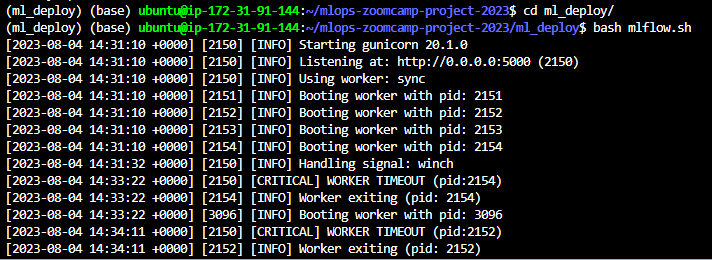 (ml_deploy) (base) ubuntu@ip-172-31-91-144:~/mlops-zoomcamp-project-2023$ cd ml_deploy/
(ml_deploy) (base) ubuntu@ip-172-31-91-144:~/mlops-zoomcamp-project-2023/ml_deploy$ bash mlflow.sh
[2023-08-04 14:31:10 +0000] [2150] [INFO] Starting gunicorn 20.1.0
[2023-08-04 14:31:10 +0000] [2150] [INFO] Listening at: http://0.0.0.0:5000 (2150)
[2023-08-04 14:31:10 +0000] [2150] [INFO] Using worker: sync
[2023-08-04 14:31:10 +0000] [2151] [INFO] Booting worker with pid: 2151
[2023-08-04 14:31:10 +0000] [2152] [INFO] Booting worker with pid: 2152
[2023-08-04 14:31:10 +0000] [2153] [INFO] Booting worker with pid: 2153
[2023-08-04 14:31:10 +0000] [2154] [INFO] Booting worker with pid: 2154
[2023-08-04 14:31:32 +0000] [2150] [INFO] Handling signal: winch
[2023-08-04 14:33:22 +0000] [2150] [CRITICAL] WORKER TIMEOUT (pid:2154)
[2023-08-04 14:33:22 +0000] [2154] [INFO] Worker exiting (pid: 2154)
[2023-08-04 14:33:22 +0000] [3096] [INFO] Booting worker with pid: 3096
[2023-08-04 14:34:11 +0000] [2150] [CRITICAL] WORKER TIMEOUT (pid:2152)
[2023-08-04 14:34:11 +0000] [2152] [INFO] Worker exiting (pid: 2152)